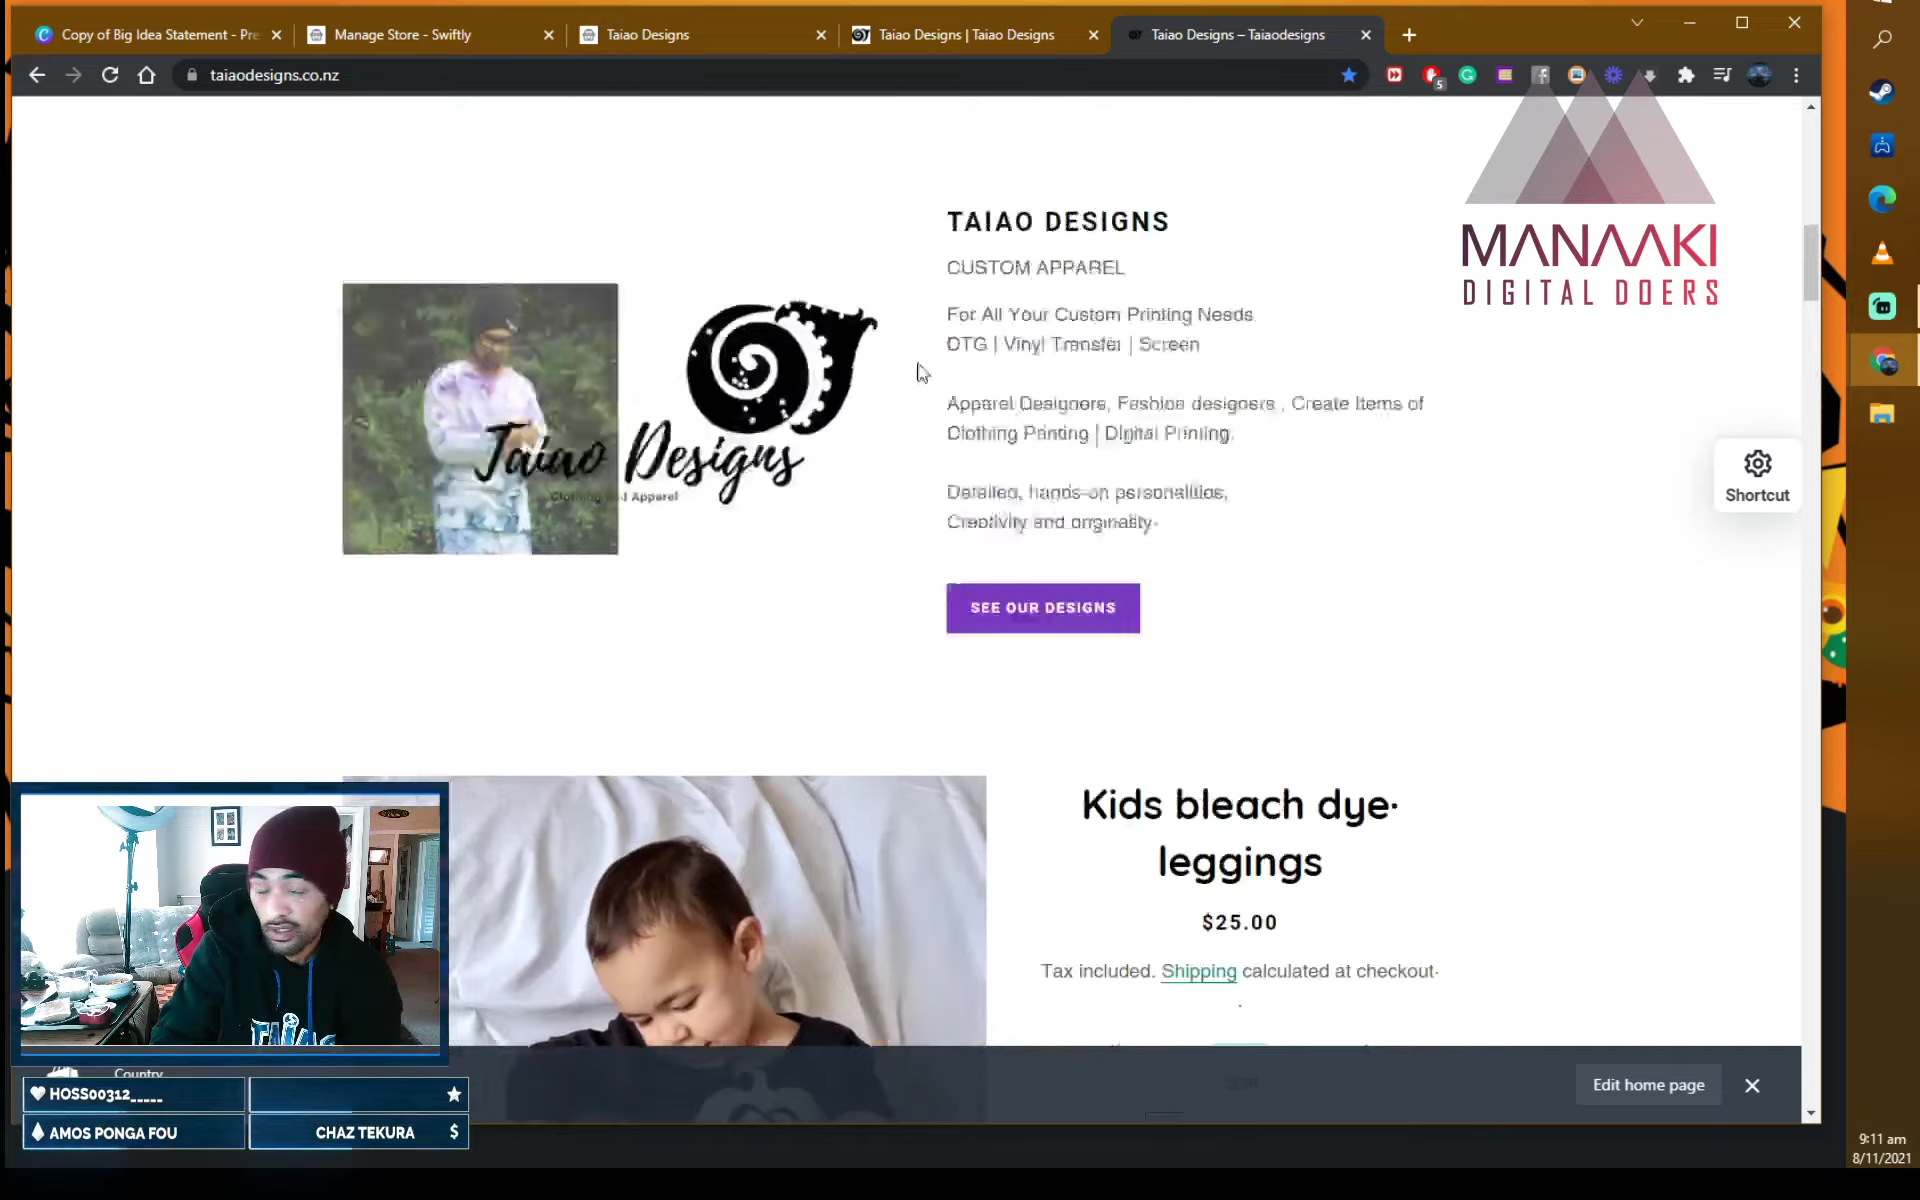 Copy of Big Idea Statement - Pre
Manage Store - Swiftly
Taiao Designs
Taiao Designs | Taiao Designs
Taiao Designs – Taiaodesigns
taiaodesigns.co.nz
5
MANAAKI
DIGITAL DOERS
TAIAO DESIGNS
CUSTOM APPAREL
For All Your Custom Printing Needs
DTG | Vinyl Transfer | Screen
Apparel Designers, Fashion designers , Create Items of
Clothing Printing | Digital Printing.
Detailed, hands-on personalities,
Creativity and originality.
SEE OUR DESIGNS
Taiao Designs
Apparel
Shortcut
Kids bleach dye
leggings
$25.00
Tax included. Shipping calculated at checkout.
Edit home page
Country
HOSS00312_____
AMOS PONGA FOU
CHAZ TEKURA $
9:11 am
8/11/2021